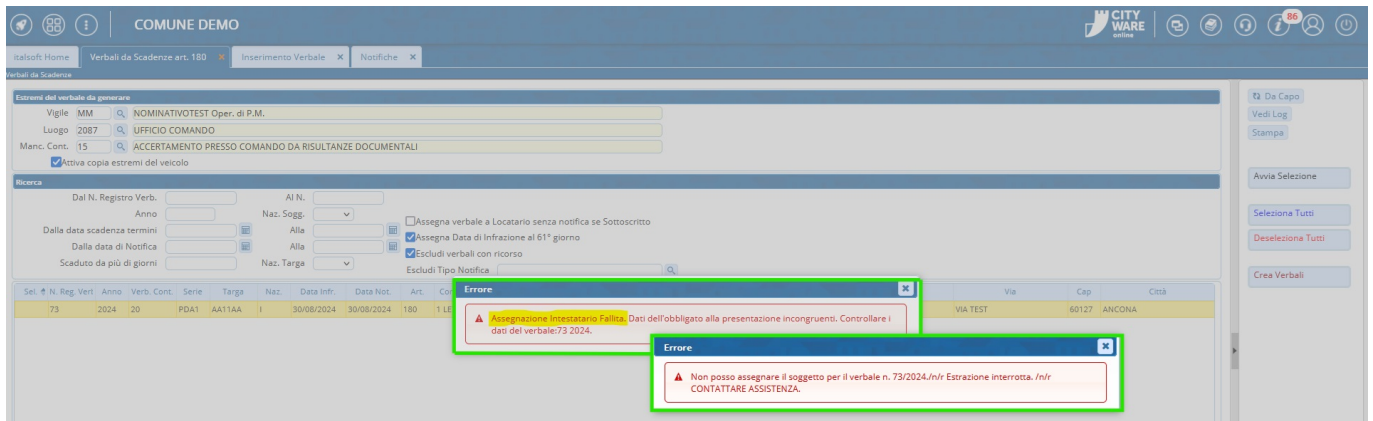 COMUNE DEMO
CITY WARE online
86
italsoft Home
Verbali da Scadenze art. 180
Inserimento Verbale
Notifiche
Verbali da Scadenze
Estremi del verbale da generare
Vigile MM NOMINATIVOTEST Oper. di P.M.
Luogo 2087 UFFICIO COMANDO
Manc. Cont. 15 ACCERTAMENTO PRESSO COMANDO DA RISULTANZE DOCUMENTALI
Attiva copia estremi del veicolo
Ricerca
Dal N. Registro Verb. Al N.
Anno Naz. Sogg.
Assegna verbale a Locatario senza notifica se Sottoscritto
Dalla data scadenza termini Alla
Assegna Data di Infrazione al 61° giorno
Dalla data di Notifica Alla
Escludi verbali con ricorso
Scaduto da più di giorni Naz. Targa
Escludi Tipo Notifica
Sel. N. Reg. Vert Anno Verb. Cont. Serie Targa Naz. Data Infr. Data Not. Art. Via Cap Città
73 2024 20 PDA1 AA11AA I 30/08/2024 30/08/2024 180 1 LE VIA TEST 60127 ANCONA
Errore
Assegnazione Intestatario Fallita. Dati dell'obbligato alla presentazione incongruenti. Controllare i
dati del verbale:73 2024.
Errore
Non posso assegnare il soggetto per il verbale n. 73/2024./n/r Estrazione interrotta. /n/r
CONTATTARE ASSISTENZA.
Da Capo
Vedi Log
Stampa
Avvia Selezione
Seleziona Tutti
Deseleziona Tutti
Crea Verbali